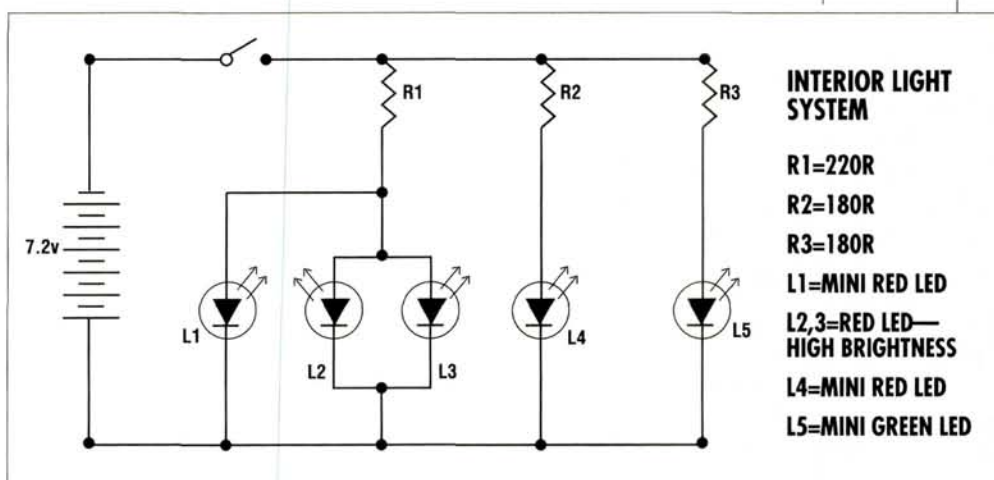 R1
R2
R3
7.2v
L1
L2
L3
L4
L5
INTERIOR LIGHT
SYSTEM
R1=220R
R2=180R
R3=180R
L1=MINI RED LED
L2,3=RED LED—
HIGH BRIGHTNESS
L4=MINI RED LED
L5=MINI GREEN LED